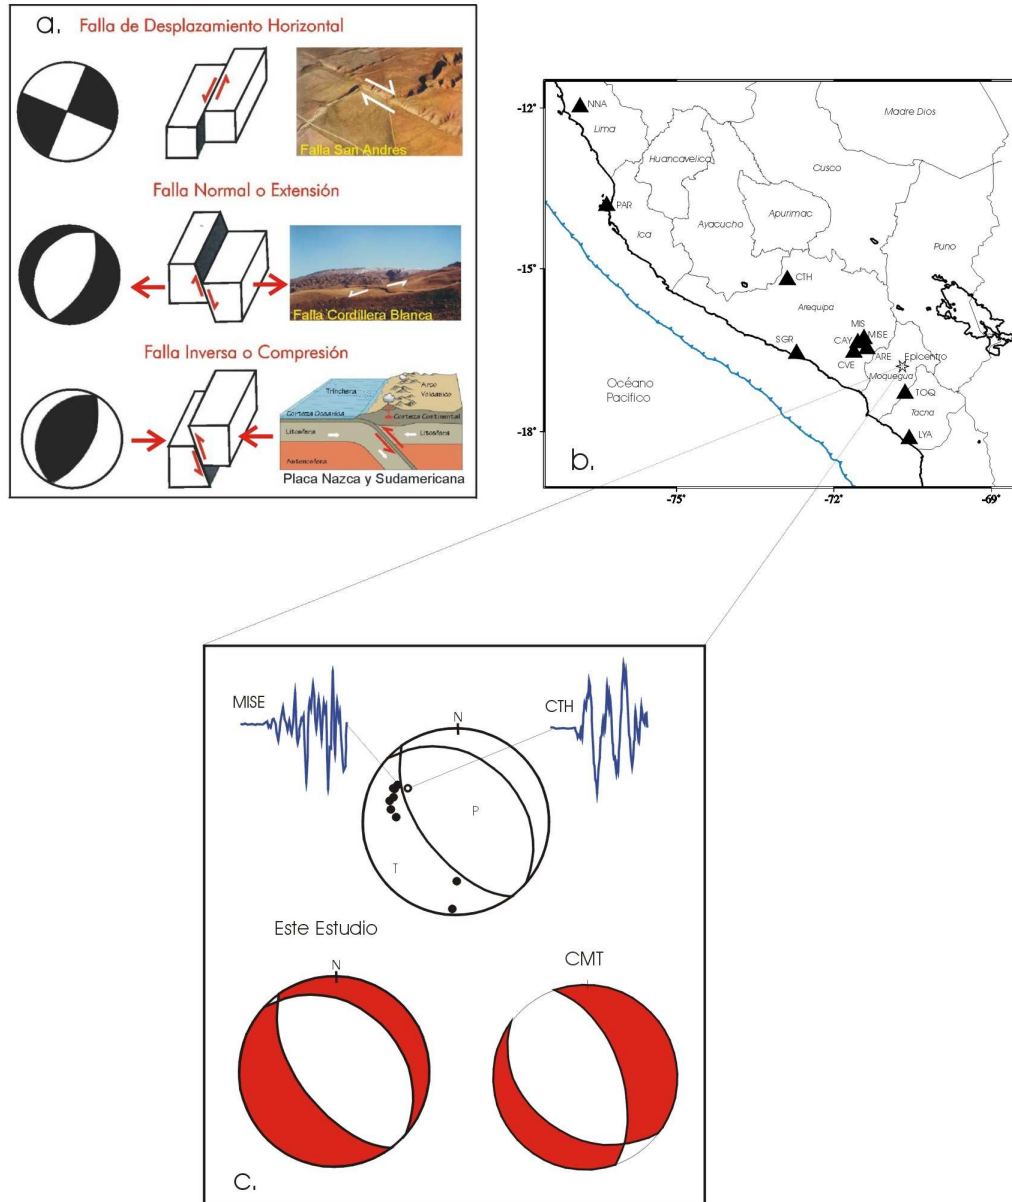 a.
Falla de Desplazamiento Horizontal
Falla San Andres
Falla Normal o Extensión
Falla Cordillera Blanca
Falla Inversa o Compresión
Trinchera
Arco
Volcánico
Corteza Oceánica
Corteza Continental
Litosfera
Litosfera
Astenosfera
Placa Nazca y Sudamericana
-12°
-15°
-18°
-75°
-72°
-69°
NNA
Lima
Madre Dios
Huancavelica
Cusco
PAR
Ica
Ayacucho
Apurimac
Puno
CTH
Arequipa
MIS
SGR
CAY
MISE
CVE
ARE
Epicentro
Moquegua
TOQ
Tacna
LYA
Océano
Pacifico
b.
MISE
CTH
N
P
T
Este Estudio
CMT
N
c.